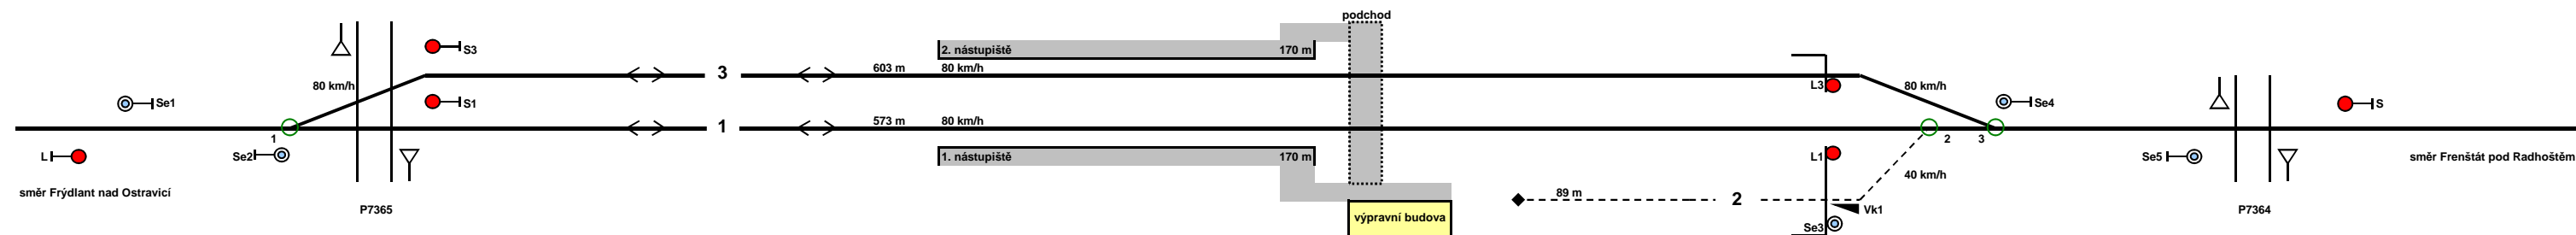 podchod
S3
2. nástupiště 170 m
3
603 m 80 km/h
80 km/h
L3
80 km/h
Se1
S1
Se4
S
1
573 m 80 km/h
1
2
3
L
Se2
1. nástupiště 170 m
L1
Se5
směr Frenštát pod Radhoštěm
40 km/h
směr Frýdlant nad Ostravicí
89 m
2
P7365
Vk1
P7364
výpravní budova
Se3